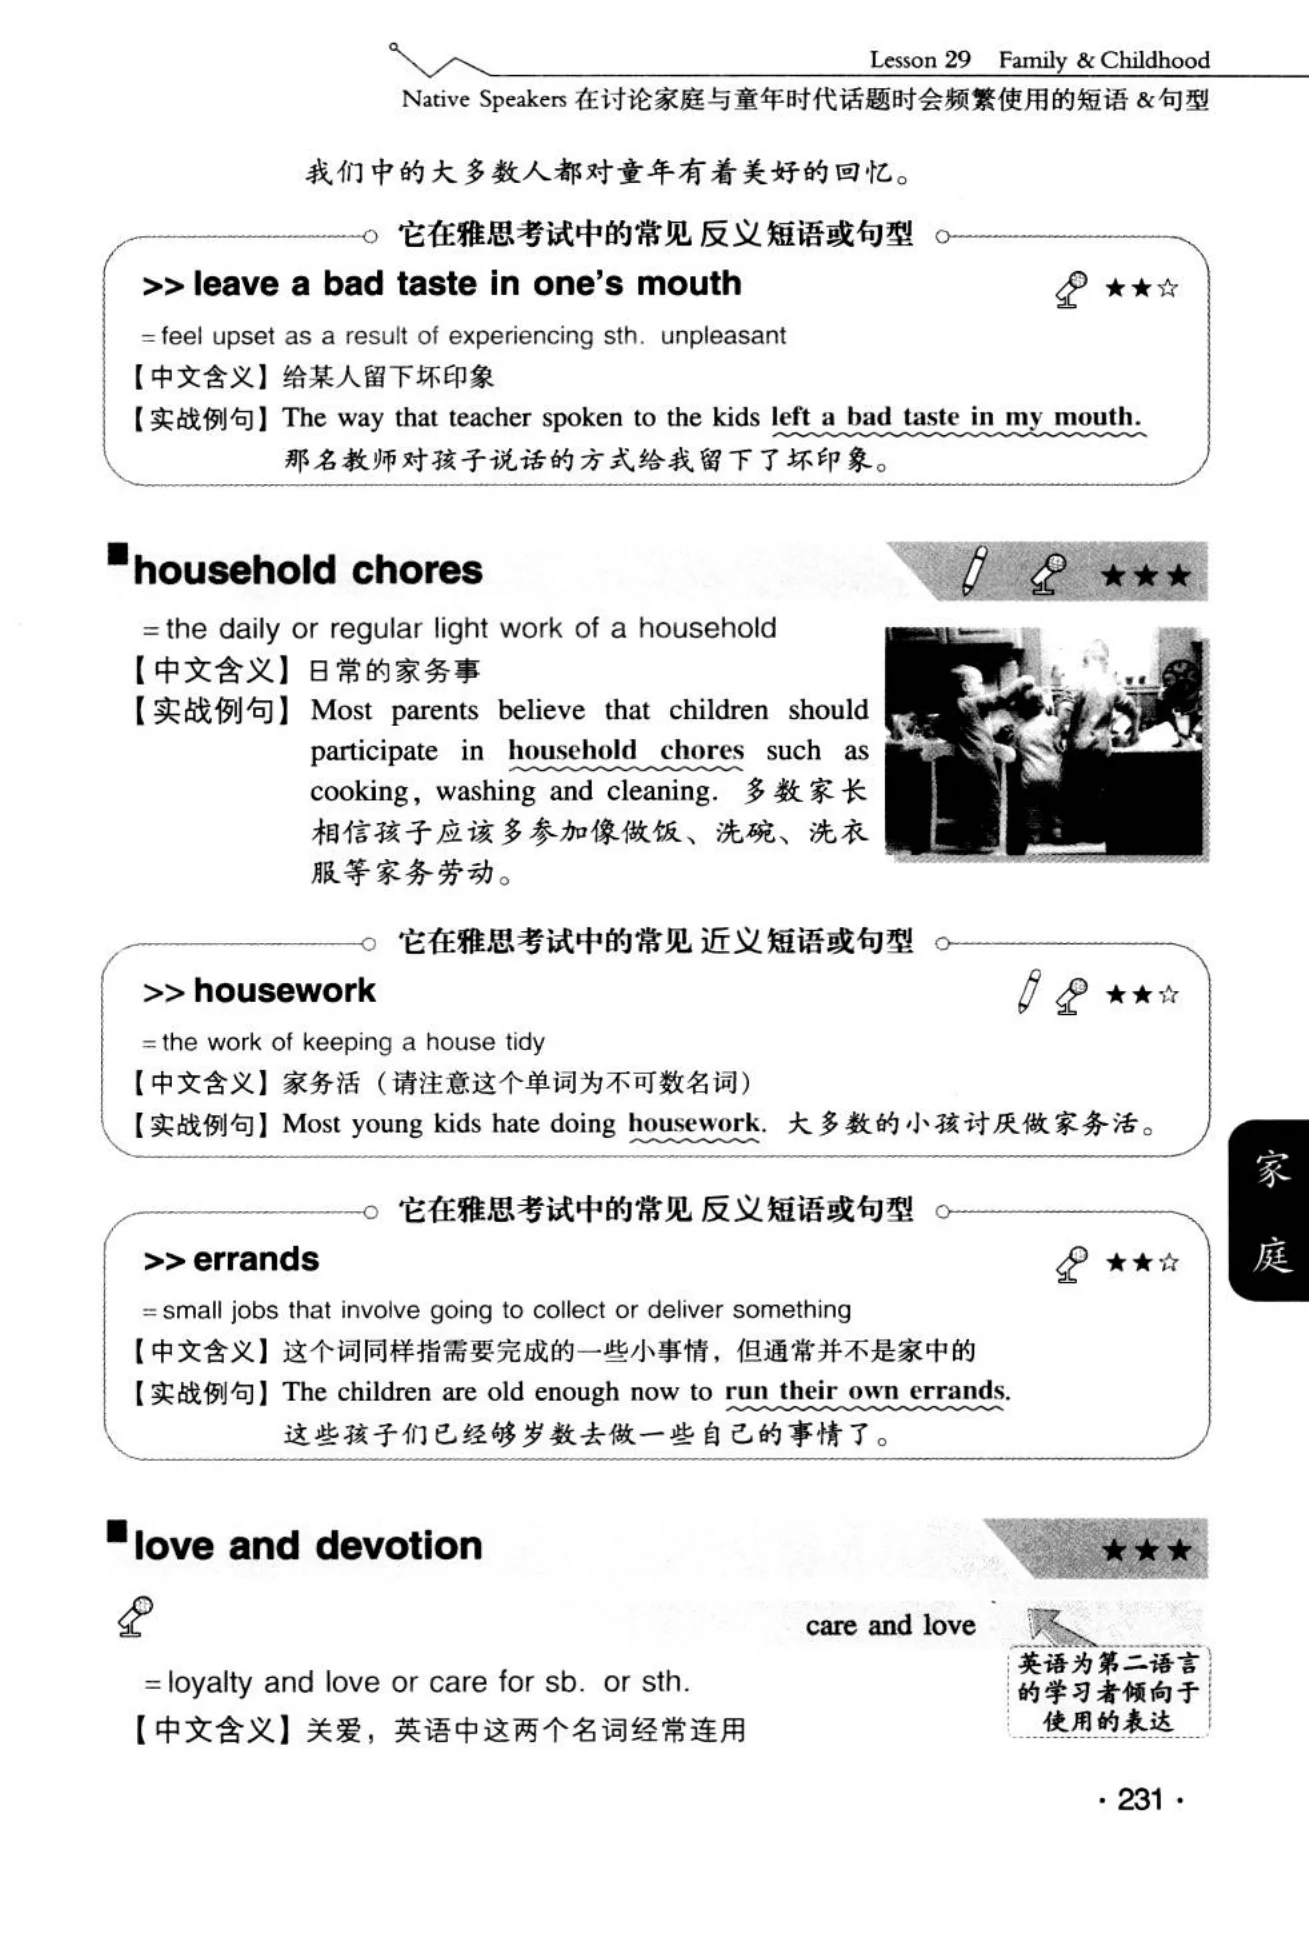 Lesson 29 Family & Childhood
Native Speakers 在讨论家庭与童年时代话题时会频繁使用的短语 & 句型
我们中的大多数人都对童年有着美好的回忆。
它在雅思考试中的常见 反义短语或句型
>> leave a bad taste in one's mouth ★★☆
= feel upset as a result of experiencing sth. unpleasant
【中文含义】给某人留下坏印象
【实战例句】The way that teacher spoken to the kids left a bad taste in my mouth.
那名教师对孩子说话的方式给我留下了坏印象。
■ household chores ★★★
= the daily or regular light work of a household
【中文含义】日常的家务事
【实战例句】Most parents believe that children should
participate in household chores such as
cooking, washing and cleaning. 多数家长
相信孩子应该多参加像做饭、洗碗、洗衣
服等家务劳动。
它在雅思考试中的常见 近义短语或句型
>> housework ★★☆
= the work of keeping a house tidy
【中文含义】家务活（请注意这个单词为不可数名词）
【实战例句】Most young kids hate doing housework. 大多数的小孩讨厌做家务活。
它在雅思考试中的常见 反义短语或句型
>> errands ★★☆
= small jobs that involve going to collect or deliver something
【中文含义】这个词同样指需要完成的一些小事情，但通常并不是家中的
【实战例句】The children are old enough now to run their own errands.
这些孩子们已经够岁数去做一些自己的事情了。
家庭
■ love and devotion ★★★
care and love
英语为第二语言
的学习者倾向于
使用的表达
= loyalty and love or care for sb. or sth.
【中文含义】关爱，英语中这两个名词经常连用
· 231 ·